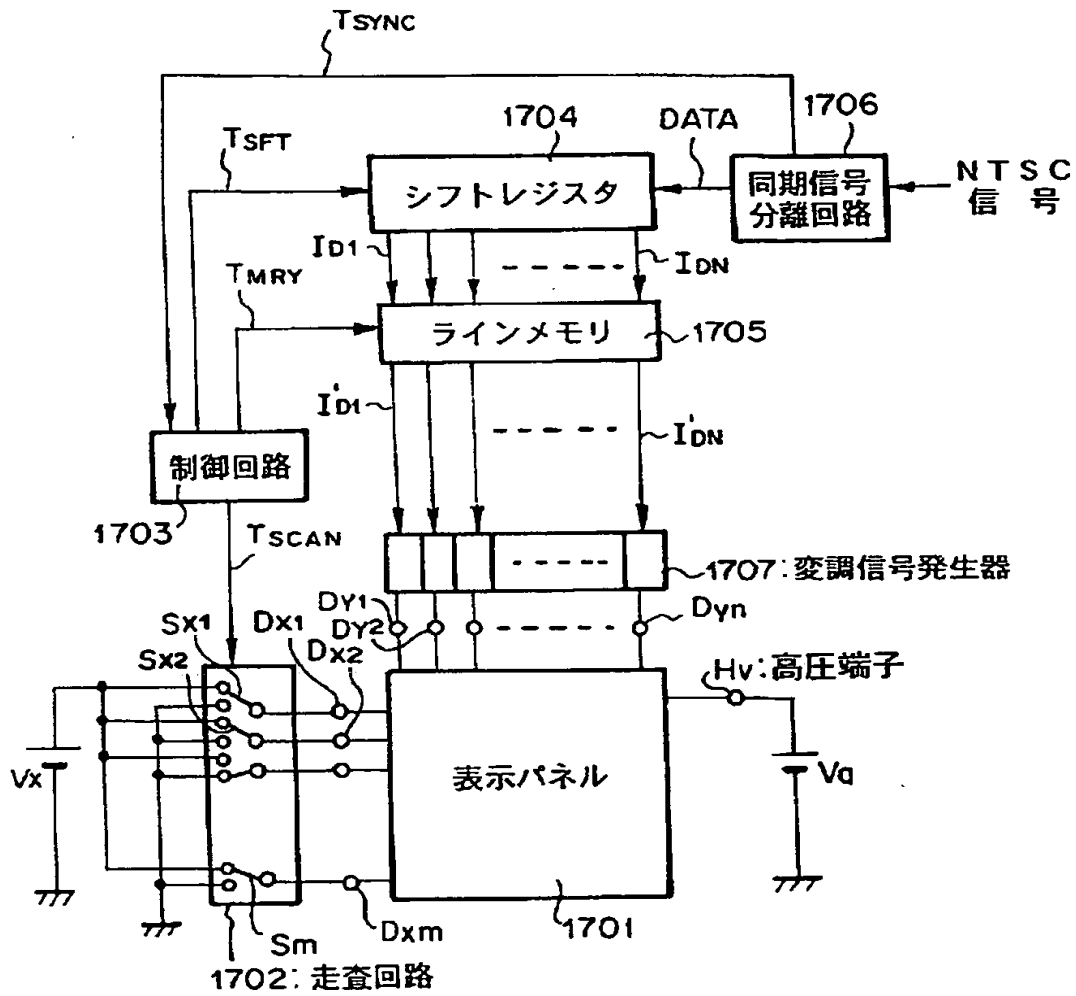 TSYNC
1704
DATA
1706
TSFT
シフトレジスタ
同期信号
分離回路
NTSC
信号
ID1
IDN
TMRY
ラインメモリ
1705
I'D1
I'DN
制御回路
1703
TSCAN
1707:変調信号発生器
DY1
DY2
Dyn
Sx1
Dx1
Sx2
Dx2
Hv:高圧端子
Vx
表示パネル
Va
Sm
Dxm
1701
1702:走査回路